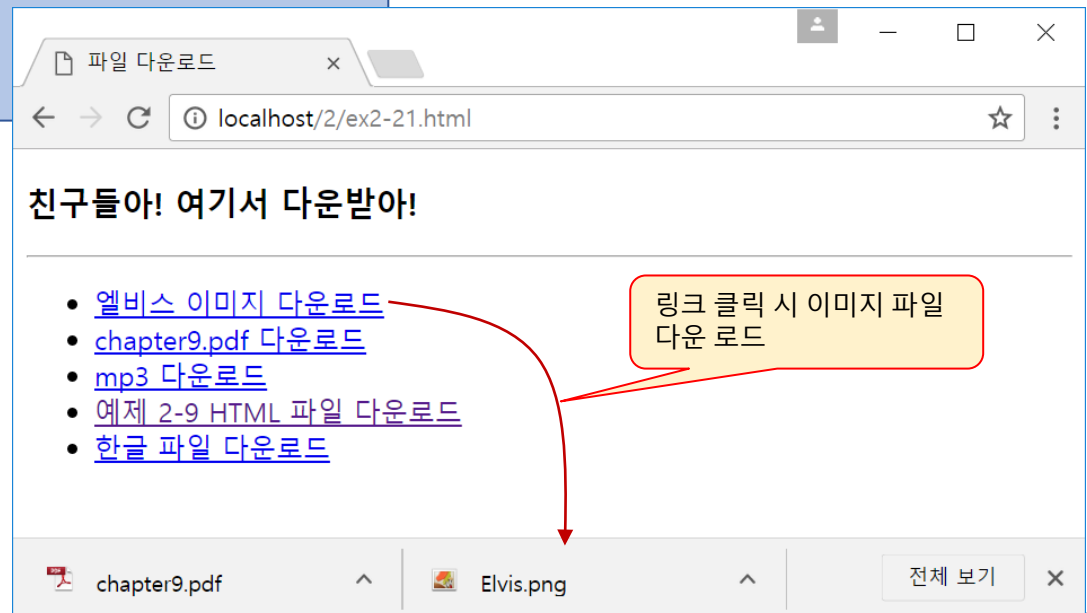 파일 다운로드
localhost/2/ex2-21.html
친구들아! 여기서 다운받아!
엘비스 이미지 다운로드
chapter9.pdf 다운로드
mp3 다운로드
예제 2-9 HTML 파일 다운로드
한글 파일 다운로드
링크 클릭 시 이미지 파일
다운 로드
PDF
chapter9.pdf
Elvis.png
전체 보기